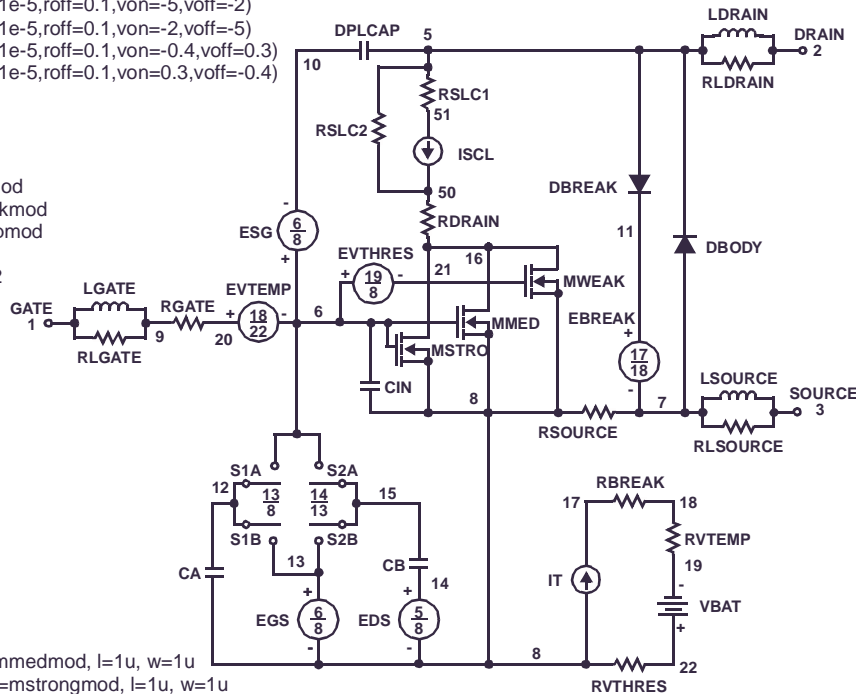 1e-5,roff=0.1,von=-5,voff=-2)
1e-5,roff=0.1,von=-2,voff=-5)
1e-5,roff=0.1,von=-0.4,voff=0.3)
1e-5,roff=0.1,von=0.3,voff=-0.4)
LDRAIN
DPLCAP
5
DRAIN
2
10
RLDRAIN
RSLC1
51
RSLC2
ISCL
od
kmod
omod
50
DBREAK
-
RDRAIN
ESG
6
8
11
DBODY
+
EVTHRES
16
21
+
19
8
-
MWEAK
2
LGATE
GATE
1
RGATE
EVTEMP
+
18
22
-
6
MMED
EBREAK
+
9
20
RLGATE
MSTRO
17
18
-
LSOURCE
SOURCE
3
CIN
8
7
RSOURCE
RLSOURCE
S1A
S2A
12
13
8
14
13
15
S1B
S2B
RBREAK
17
18
RVTEMP
13
CB
CA
19
14
IT
-
VBAT
+
+
+
EGS
6
8
EDS
5
8
-
-
8
22
RVTHRES
mmedmod, l=1u, w=1u
=mstrongmod, l=1u, w=1u